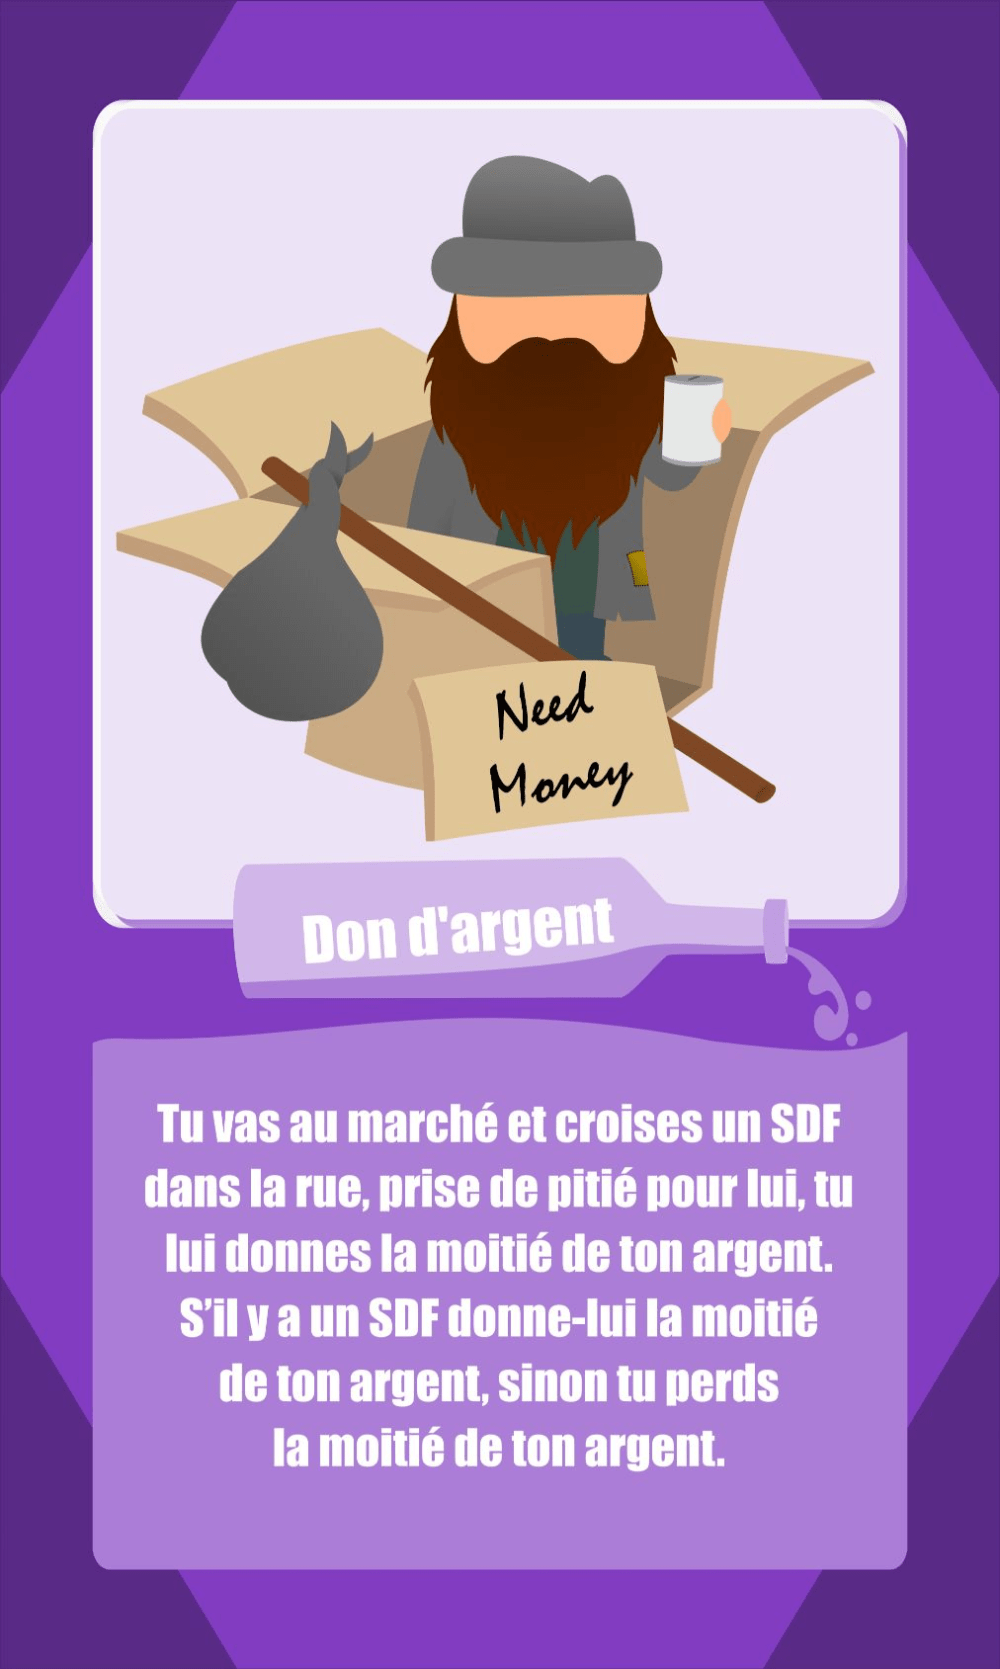 Need
Money
Don d'argent
Tu vas au marché et croises un SDF
dans la rue, prise de pitié pour lui, tu
lui donnes la moitié de ton argent.
S’il y a un SDF donne-lui la moitié
de ton argent, sinon tu perds
la moitié de ton argent.